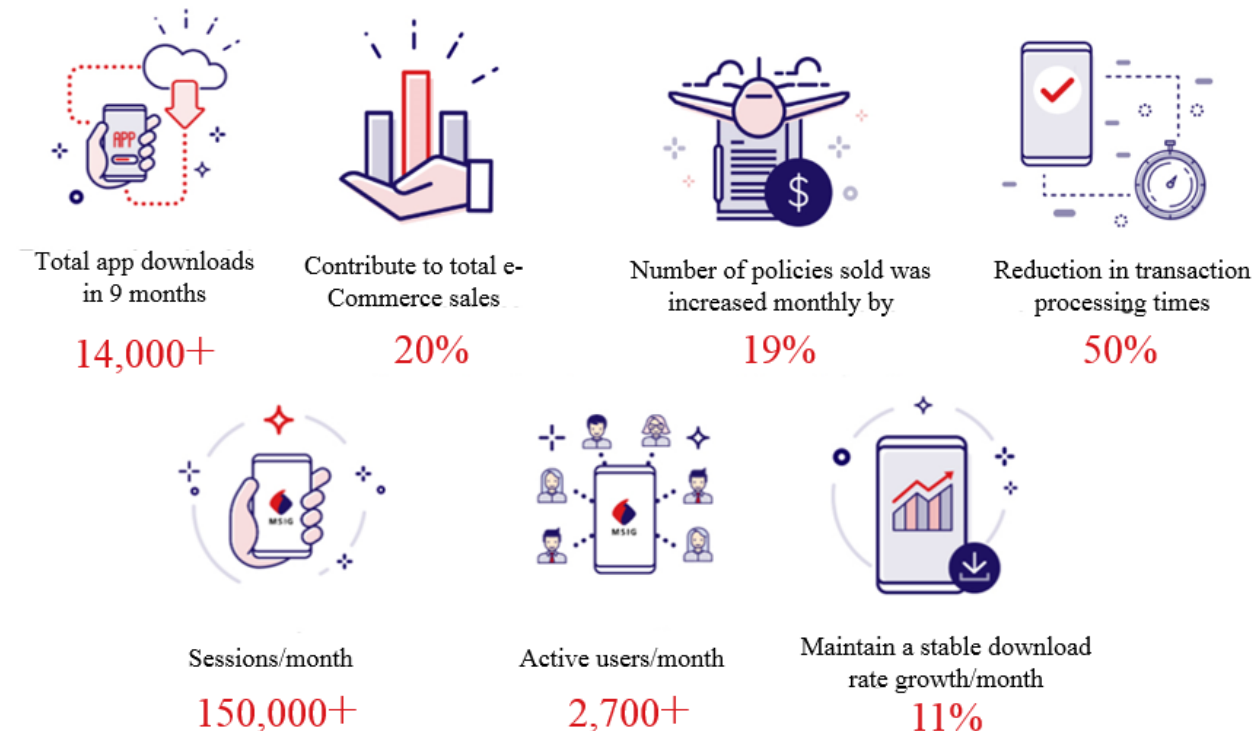 APP
$
Total app downloads
in 9 months
14,000+
Contribute to total e-
Commerce sales
20%
Number of policies sold was
increased monthly by
19%
Reduction in transaction
processing times
50%
MSIG
Sessions/month
150,000+
MSIG
Active users/month
2,700+
Maintain a stable download
rate growth/month
11%